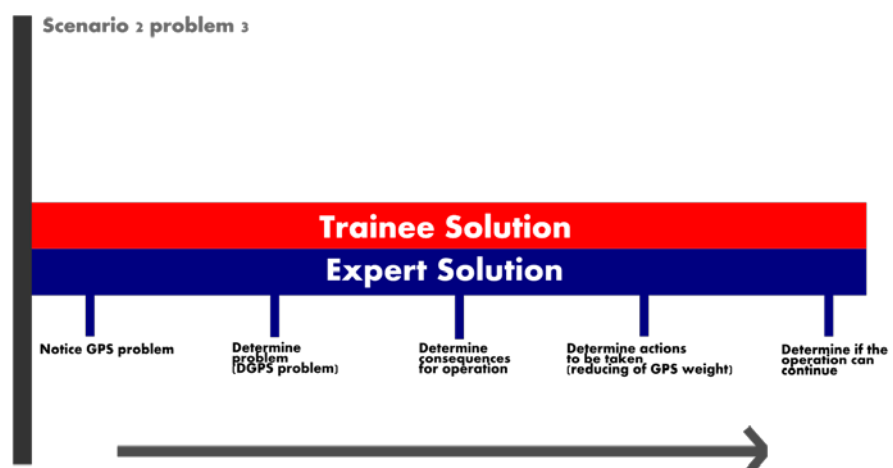 Scenario 2 problem 3
Trainee Solution
Expert Solution
Notice GPS problem
Determine
problem
(DGPS problem)
Determine
consequences
for operation
Determine actions
to be taken
(reducing of GPS weight)
Determine if the
operation can
continue